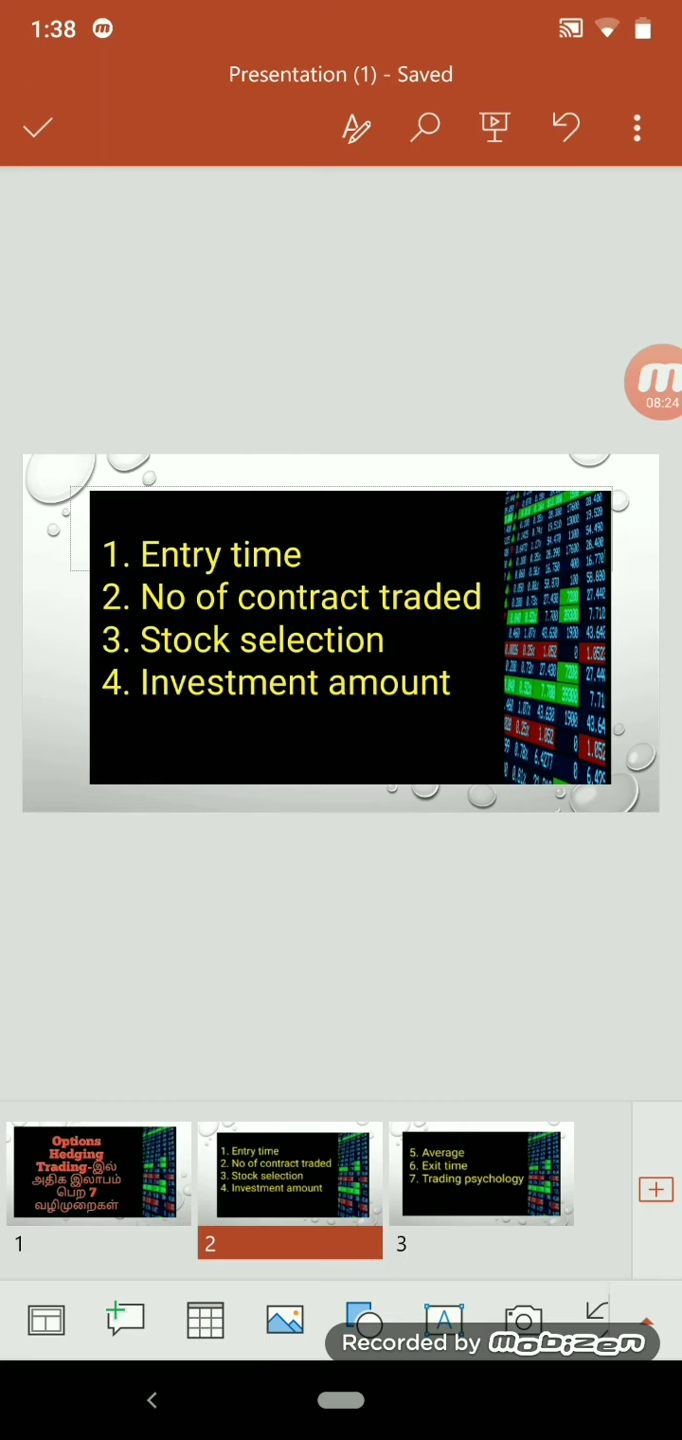 1:38
Presentation (1) - Saved
08:24
1. Entry time
2. No of contract traded
3. Stock selection
4. Investment amount
Options
Hedging
Trading-இல்
அதிக இலாபம்
பெற 7
வழிமுறைகள்
1. Entry time
2. No of contract traded
3. Stock selection
4. Investment amount
5. Average
6. Exit time
7. Trading psychology
1
2
3
A
Recorded by mobizen